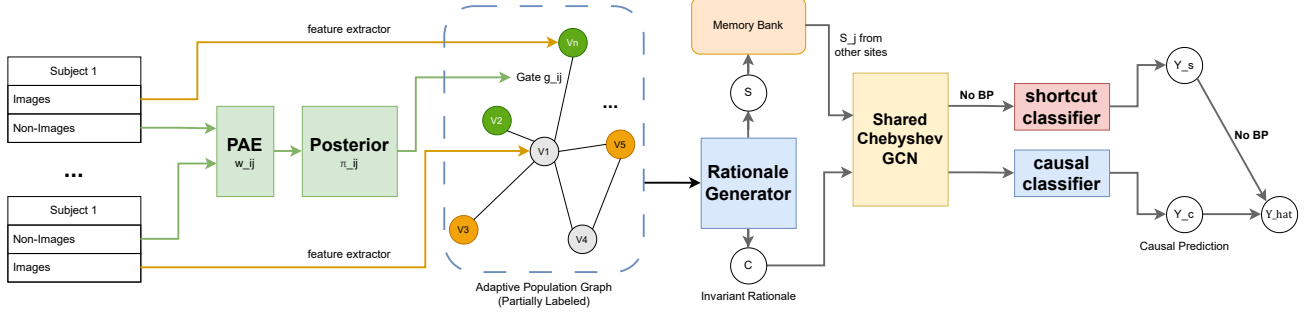 feature extractor
Subject 1
Images
Non-Images
...
Subject 1
Non-Images
Images
PAE
w_ij
Posterior
π_ij
feature extractor
Gate g_ij
Vn
V2
V1
...
V5
V3
V4
Adaptive Population Graph
(Partially Labeled)
Memory Bank
S_j from
other sites
S
Rationale
Generator
C
Invariant Rationale
Shared
Chebyshev
GCN
No BP
shortcut
classifier
causal
classifier
Y_s
No BP
Y_c
Causal Prediction
Y_hat